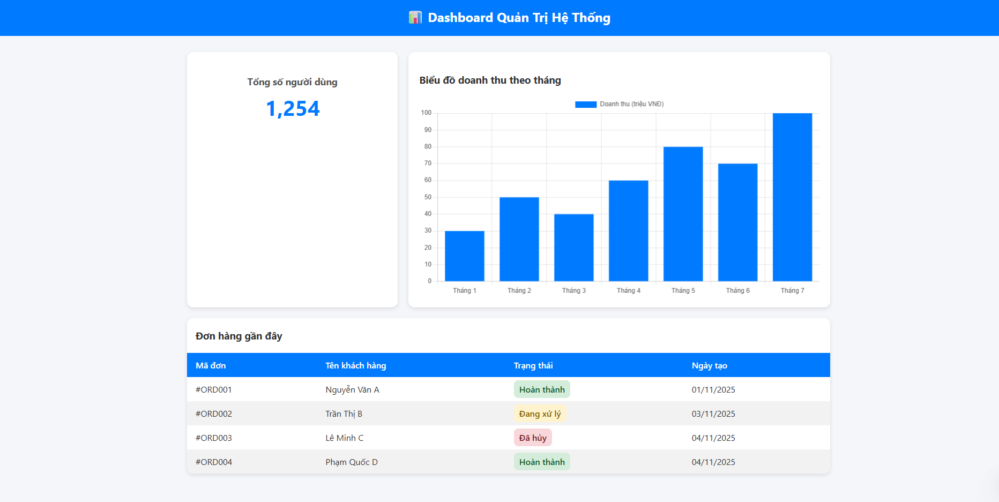 Dashboard Quản Trị Hệ Thống
Tổng số người dùng
1,254
Biểu đồ doanh thu theo tháng
Doanh thu (triệu VNĐ)
100
90
80
70
60
50
40
30
20
10
0
Tháng 1 Tháng 2 Tháng 3 Tháng 4 Tháng 5 Tháng 6 Tháng 7
Đơn hàng gần đây
Mã đơn Tên khách hàng Trạng thái Ngày tạo
#ORD001 Nguyễn Văn A Hoàn thành 01/11/2025
#ORD002 Trần Thị B Đang xử lý 03/11/2025
#ORD003 Lê Minh C Đã hủy 04/11/2025
#ORD004 Phạm Quốc D Hoàn thành 04/11/2025